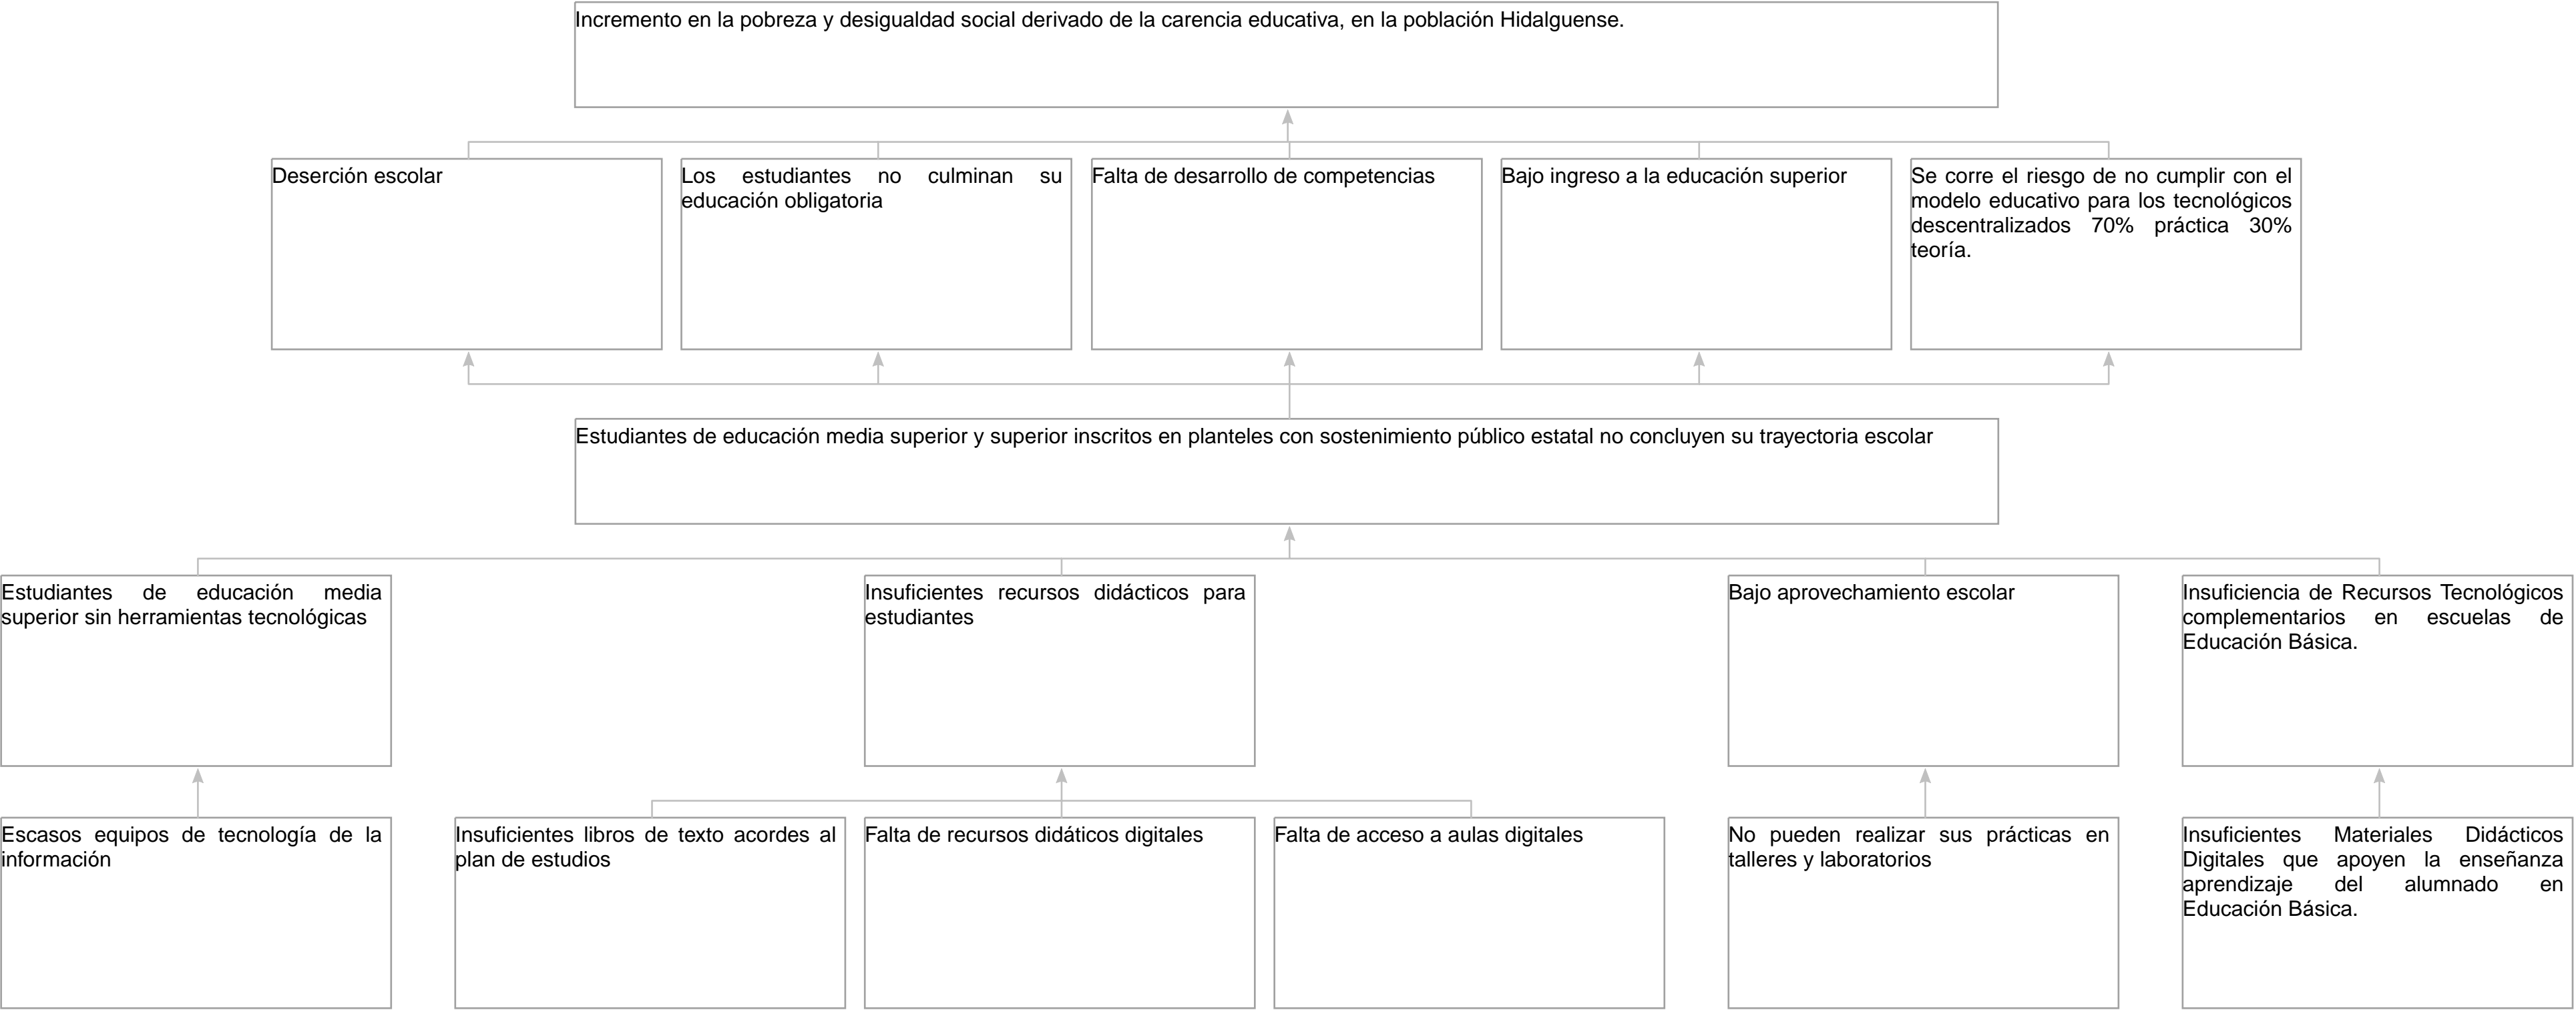 Incremento en la pobreza y desigualdad social derivado de la carencia educativa, en la población Hidalguense.
Deserción escolar
Los estudiantes no culminan su
educación obligatoria
Falta de desarrollo de competencias
Bajo ingreso a la educación superior
Se corre el riesgo de no cumplir con el
modelo educativo para los tecnológicos
descentralizados 70% práctica 30%
teoría.
Estudiantes de educación media superior y superior inscritos en planteles con sostenimiento público estatal no concluyen su trayectoria escolar
Estudiantes de educación media
superior sin herramientas tecnológicas
Insuficientes recursos didácticos para
estudiantes
Bajo aprovechamiento escolar
Insuficiencia de Recursos Tecnológicos
complementarios en escuelas de
Educación Básica.
Escasos equipos de tecnología de la
información
Insuficientes libros de texto acordes al
plan de estudios
Falta de recursos didáticos digitales
Falta de acceso a aulas digitales
No pueden realizar sus prácticas en
talleres y laboratorios
Insuficientes Materiales Didácticos
Digitales que apoyen la enseñanza
aprendizaje del alumnado en
Educación Básica.